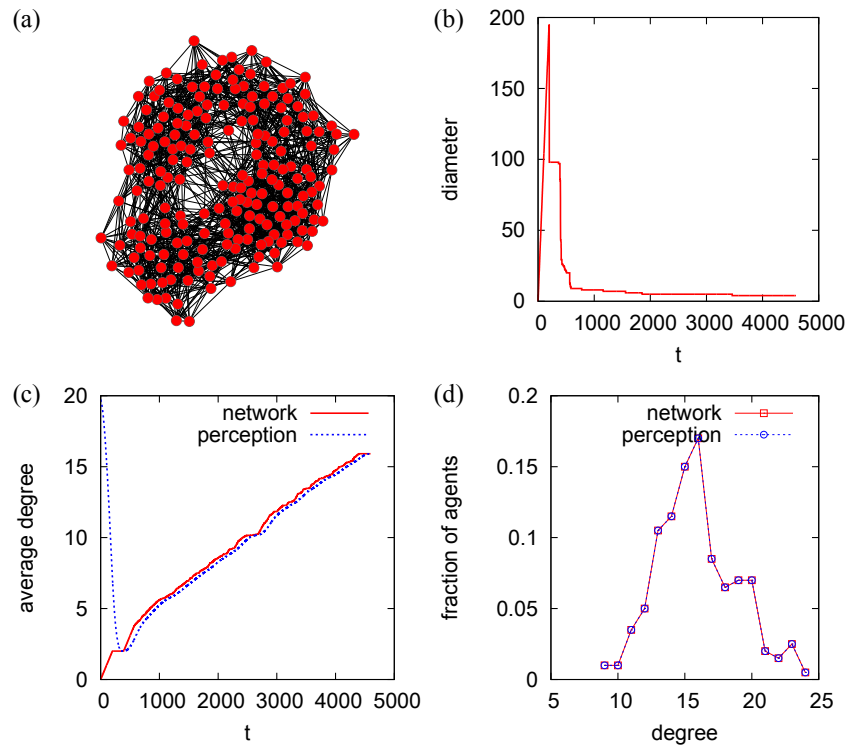 (a)
(b)
200
150
100
50
0
diameter
0 1000 2000 3000 4000 5000
t
(c)
20
15
10
5
0
average degree
network
perception
0 1000 2000 3000 4000 5000
t
(d)
0.2
0.15
0.1
0.05
0
fraction of agents
network
perception
5 10 15 20 25
degree